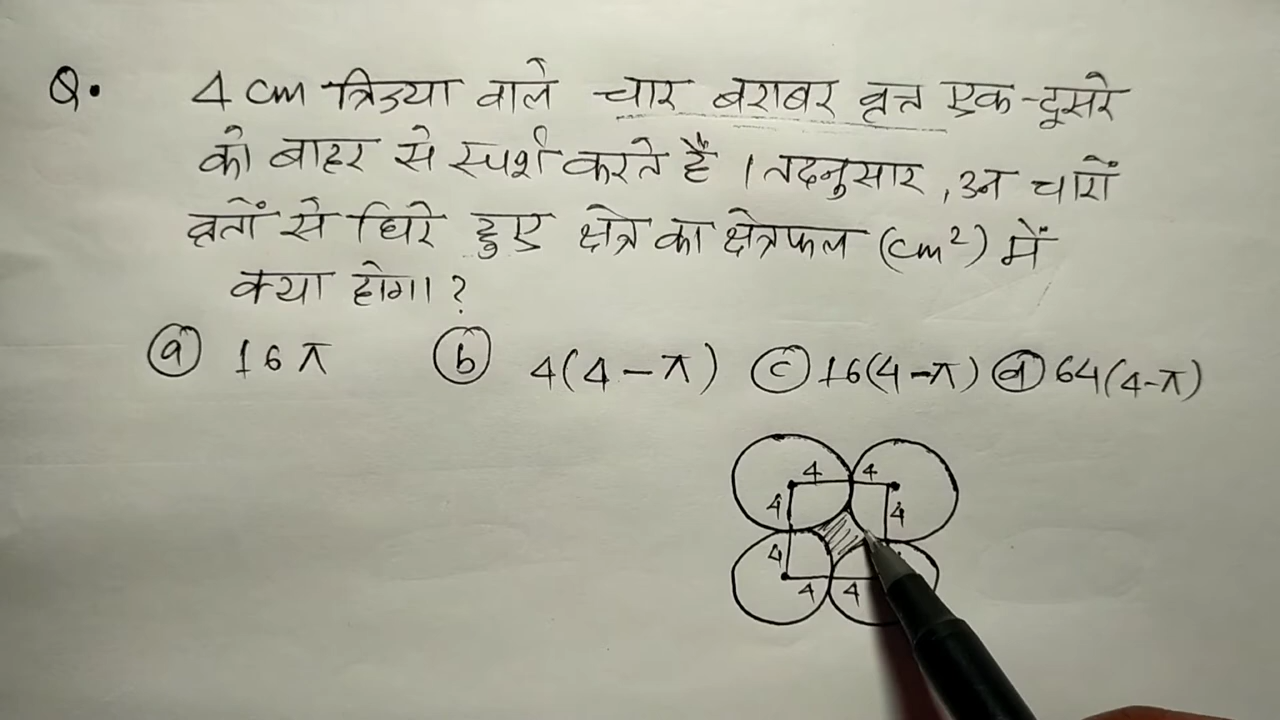 Q. 4 cm त्रिज्या वाले चार बराबर वृत्त एक-दूसरे
को बाहर से स्पर्श करते हैं । तदनुसार, उन चारों
वृतों से घिरे हुए क्षेत्र का क्षेत्रफल (cm²) में
क्या होगा ?
(a) 16π (b) 4(4-π) (c) 16(4-π) (d) 64(4-π)
4 4
4 4
4
4 4